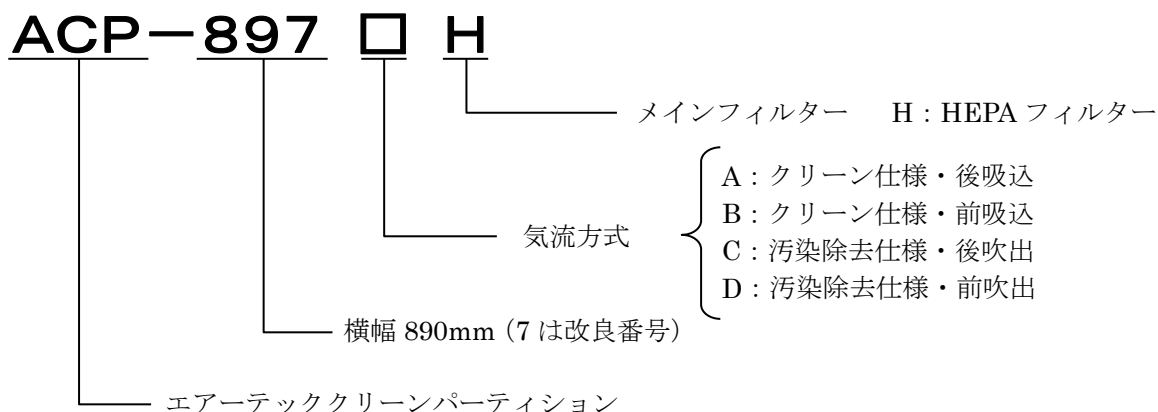 ACP－897 □ H
メインフィルター　H：HEPA フィルター
A：クリーン仕様・後吸込
B：クリーン仕様・前吸込
気流方式
C：汚染除去仕様・後吹出
D：汚染除去仕様・前吹出
横幅 890mm（7 は改良番号）
エアーテッククリーンパーティション